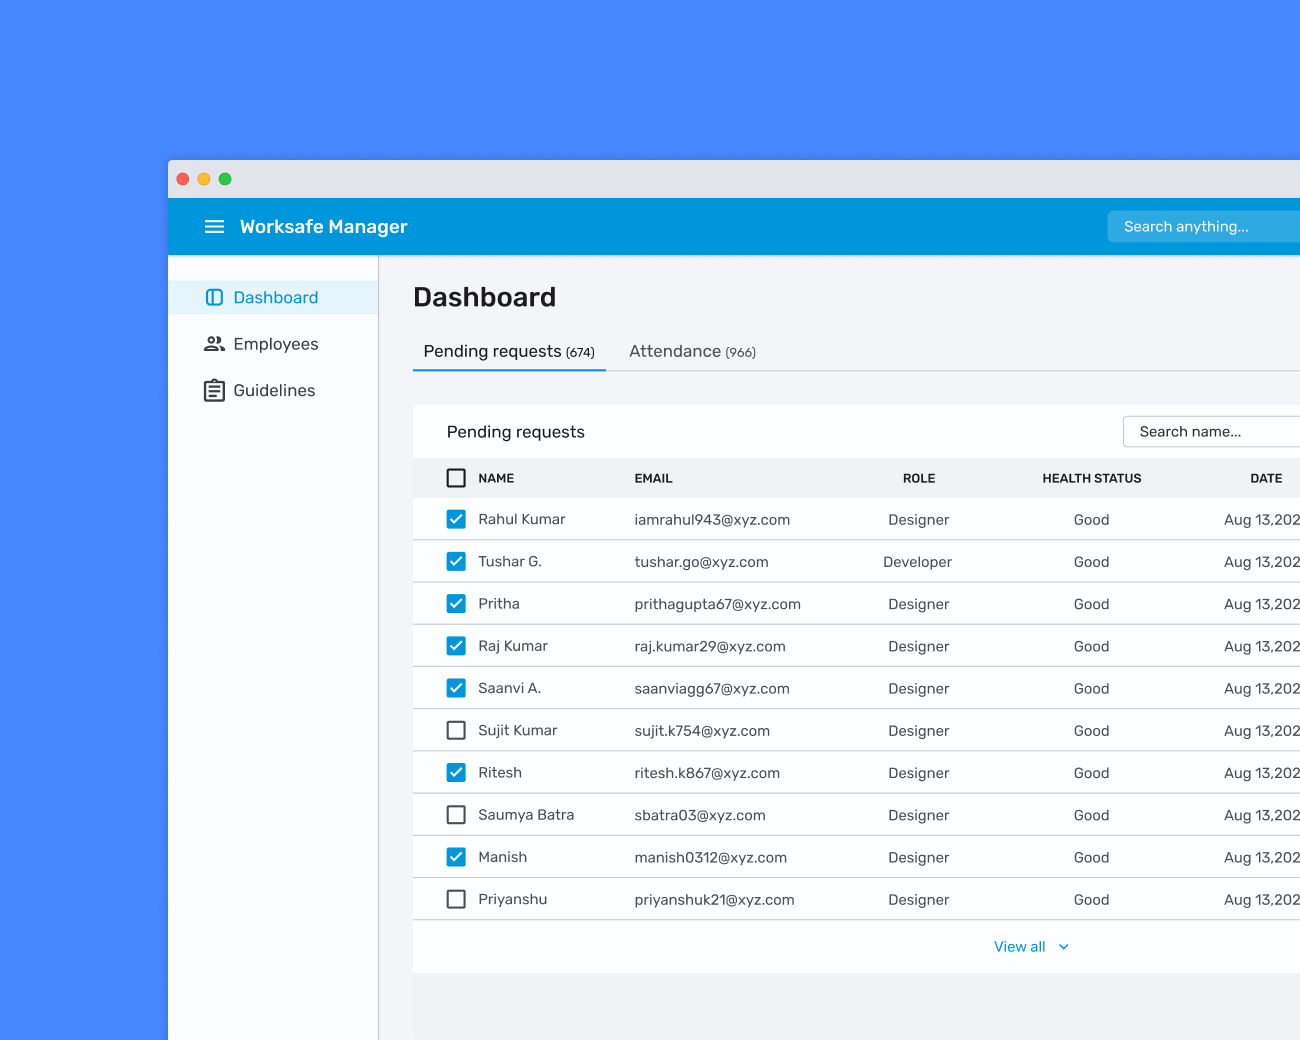 Worksafe Manager Search anything...
Dashboard
Employees
Guidelines
Dashboard
Pending requests (674) Attendance (966)
Pending requests Search name...
NAME EMAIL ROLE HEALTH STATUS DATE
Rahul Kumar iamrahul943@xyz.com Designer Good Aug 13,202
Tushar G. tushar.go@xyz.com Developer Good Aug 13,202
Pritha prithagupta67@xyz.com Designer Good Aug 13,202
Raj Kumar raj.kumar29@xyz.com Designer Good Aug 13,202
Saanvi A. saanviagg67@xyz.com Designer Good Aug 13,202
Sujit Kumar sujit.k754@xyz.com Designer Good Aug 13,202
Ritesh ritesh.k867@xyz.com Designer Good Aug 13,202
Saumya Batra sbatra03@xyz.com Designer Good Aug 13,202
Manish manish0312@xyz.com Designer Good Aug 13,202
Priyanshu priyanshuk21@xyz.com Designer Good Aug 13,202
View all